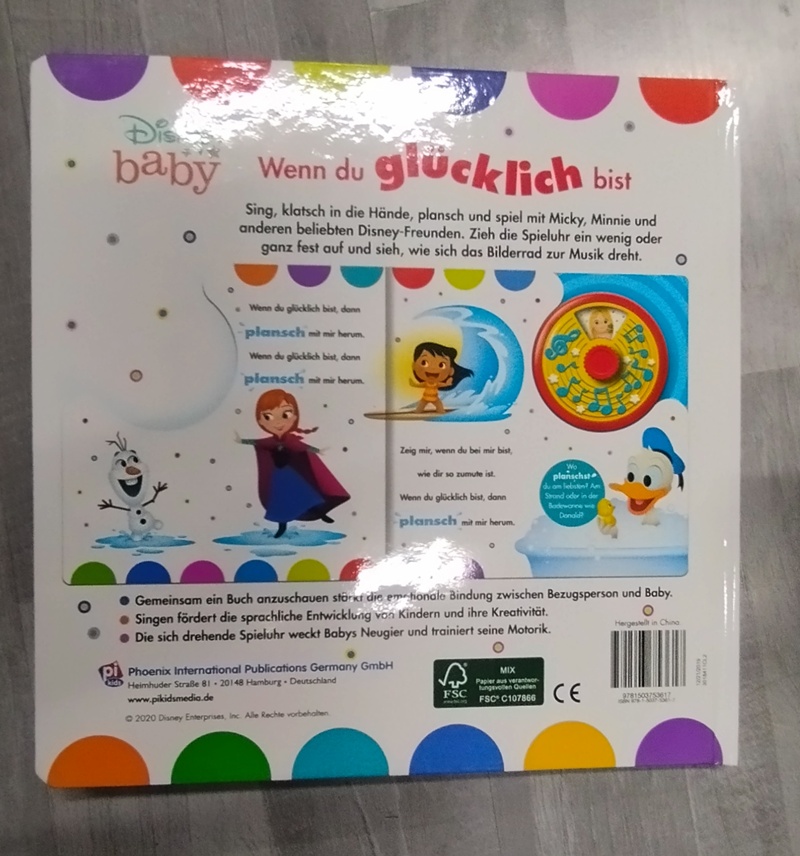 Disney
baby
Wenn du glücklich bist
Sing, klatsch in die Hände, plansch und spiel mit Micky, Minnie und
anderen beliebten Disney-Freunden. Zieh die Spieluhr ein wenig oder
ganz fest auf und sieh, wie sich das Bilderrad zur Musik dreht.
Wenn du glücklich bist, dann
plansch mit mir herum.
Wenn du glücklich bist, dann
plansch mit mir herum.
Zeig mir, wenn du bei mir bist,
wie dir so zumute ist.
Wenn du glücklich bist, dann
plansch mit mir herum.
Wo
planschst
du am liebsten? Am
Strand oder in der
Badewanne wie
Donald?
Gemeinsam ein Buch anzuschauen stärkt die emotionale Bindung zwischen Bezugsperson und Baby.
Singen fördert die sprachliche Entwicklung von Kindern und ihre Kreativität.
Die sich drehende Spieluhr weckt Babys Neugier und trainiert seine Motorik.
pi kids
Phoenix International Publications Germany GmbH
Heimhuder Straße 81 • 20148 Hamburg • Deutschland
www.pikidsmedia.de
© 2020 Disney Enterprises, Inc. Alle Rechte vorbehalten.
FSC
MIX
Papier aus verantwor-
tungsvollen Quellen
FSC® C107866
CE
Hergestellt in China.
9781503753617